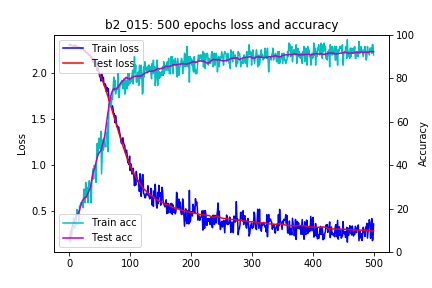 b2_015: 500 epochs loss and accuracy
Train loss
Test loss
Train acc
Test acc
Loss
2.0
1.5
1.0
0.5
Accuracy
100
80
60
40
20
0
0
100
200
300
400
500